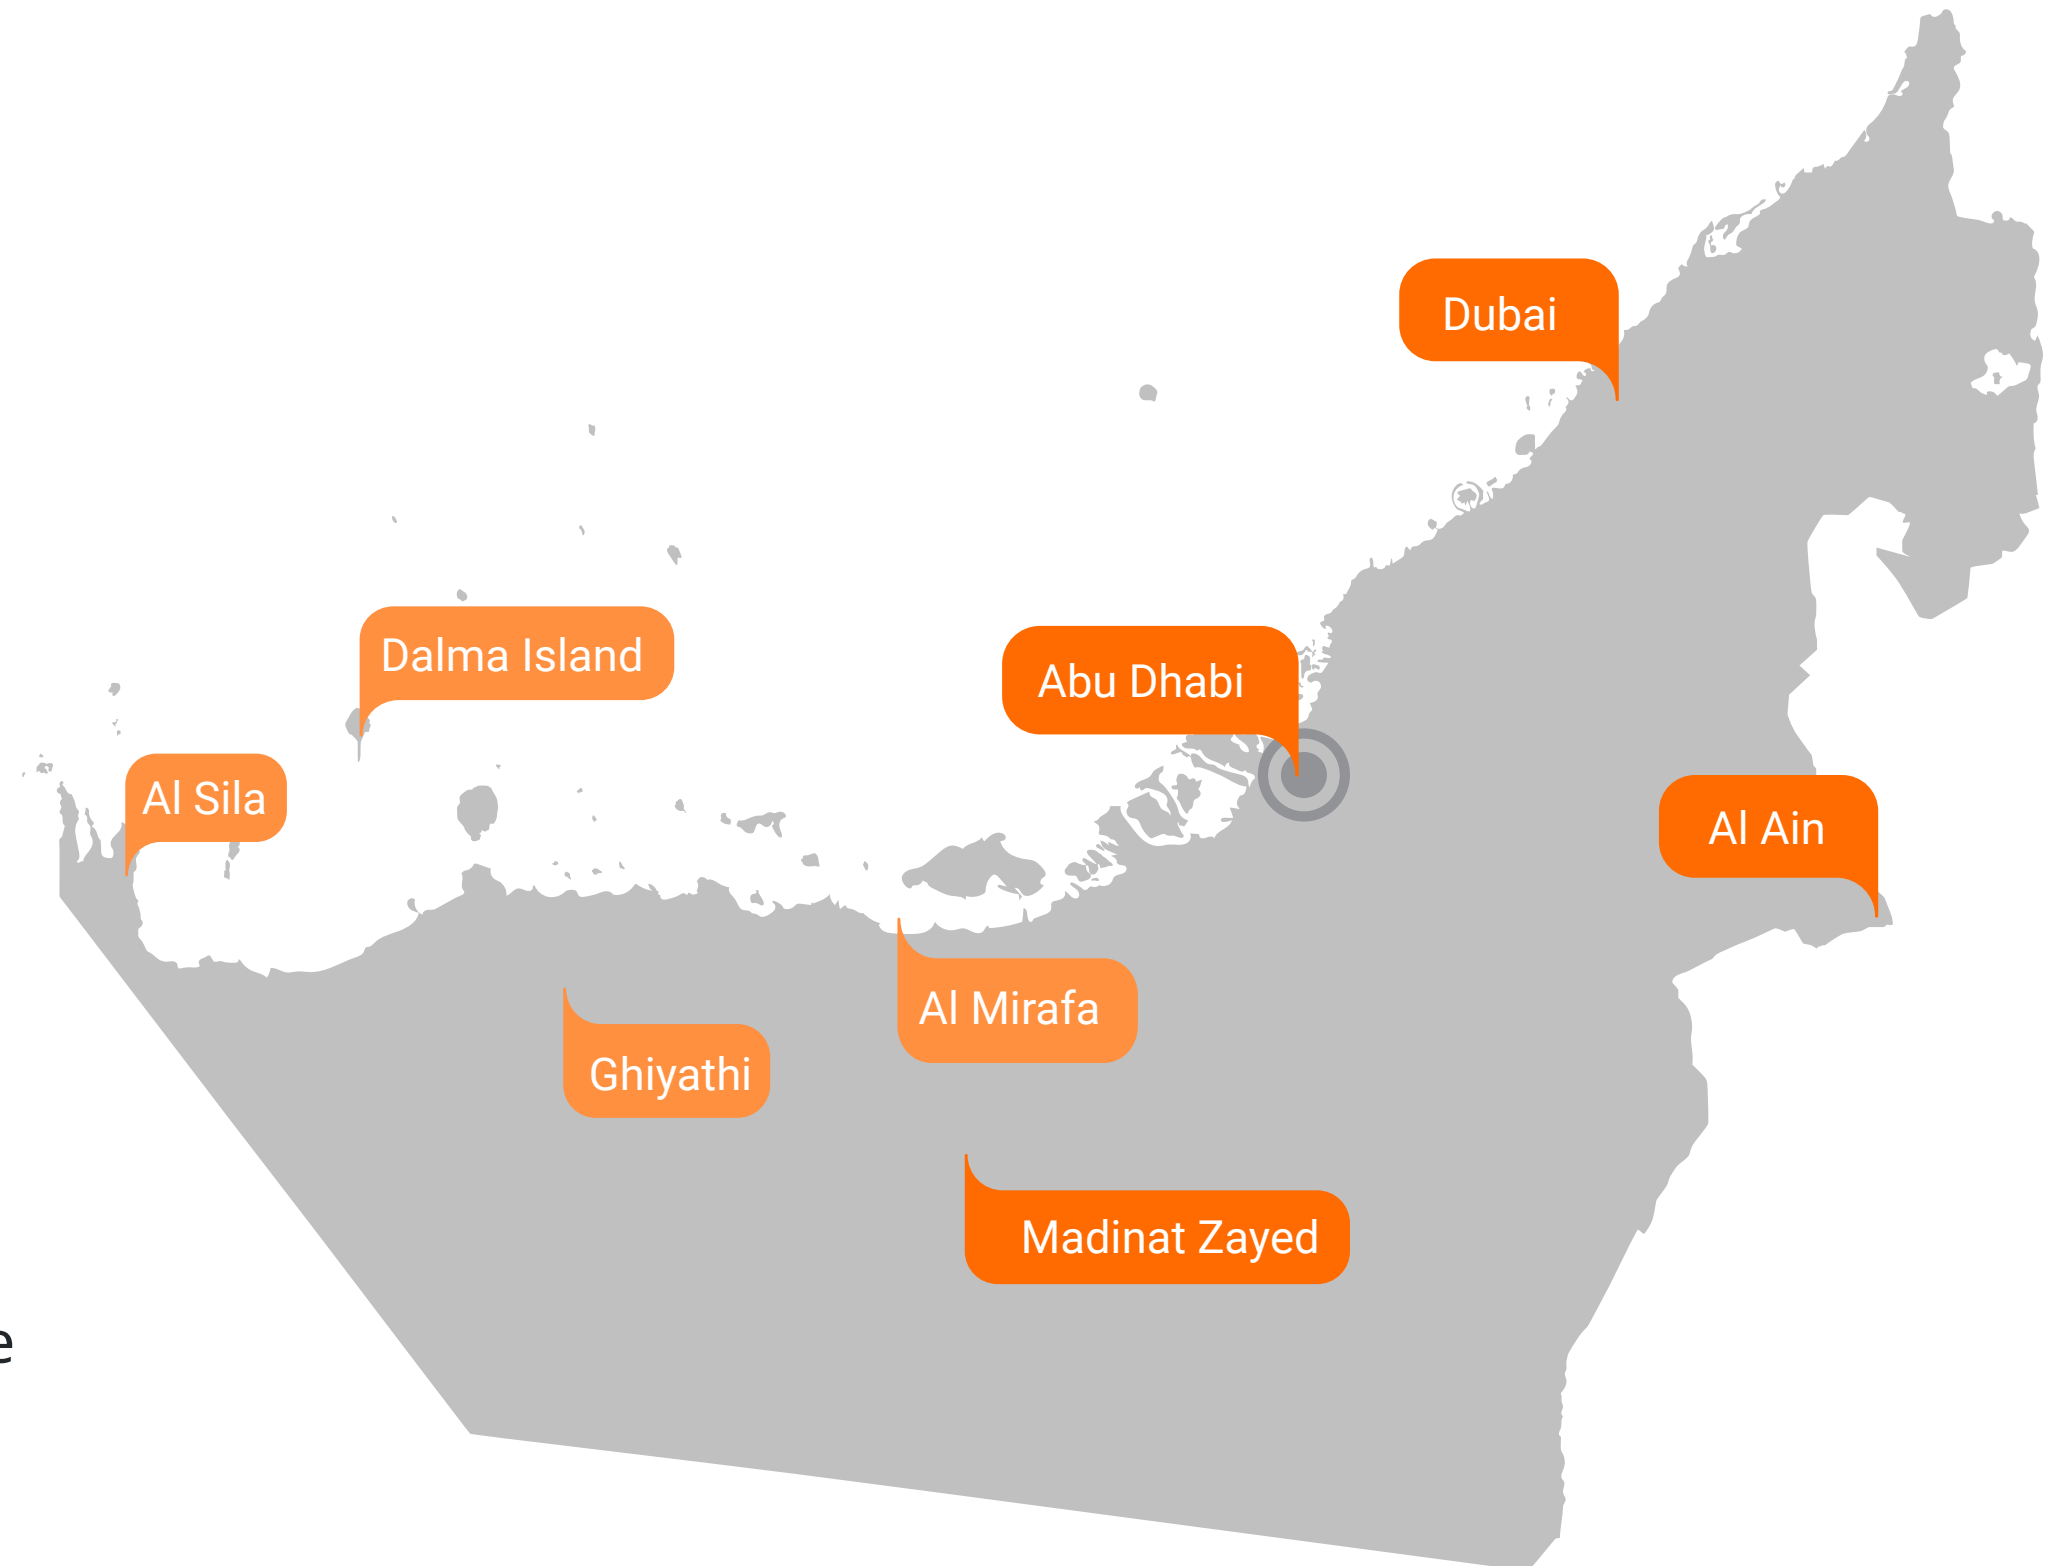 Dubai
Dalma Island
Abu Dhabi
Al Sila
Al Ain
Al Mirafa
Ghiyathi
Madinat Zayed
e